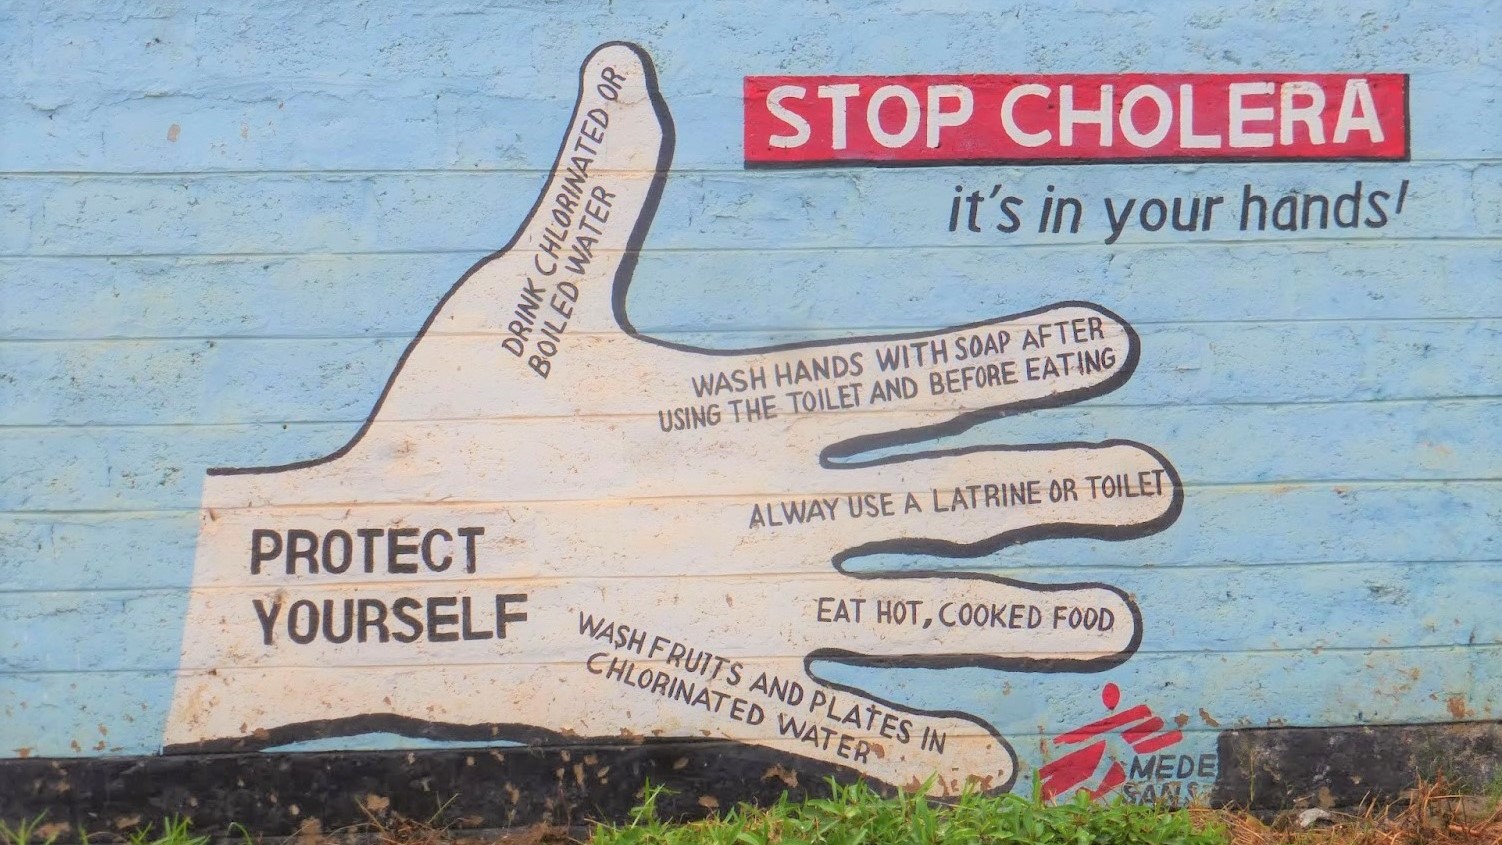 STOP CHOLERA
it's in your hands!
DRINK CHLORINATED OR
BOILED WATER
WASH HANDS WITH SOAP AFTER
USING THE TOILET AND BEFORE EATING
ALWAY USE A LATRINE OR TOILET
EAT HOT, COOKED FOOD
PROTECT
YOURSELF
WASH FRUITS AND PLATES IN
CHLORINATED WATER
MEDE
SANS